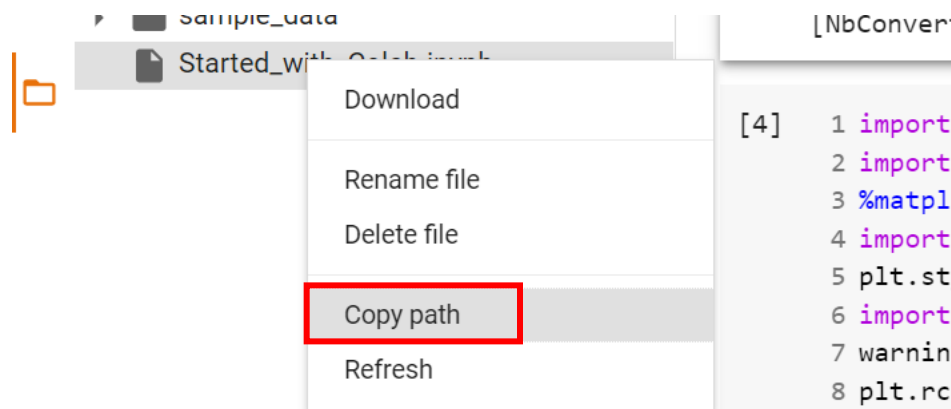 sample_data
Started_with_Colab.ipynb
Download
Rename file
Delete file
Copy path
Refresh
[NbConver
[4]
1 import
2 import
3 %matpl
4 import
5 plt.st
6 import
7 warnin
8 plt.rc